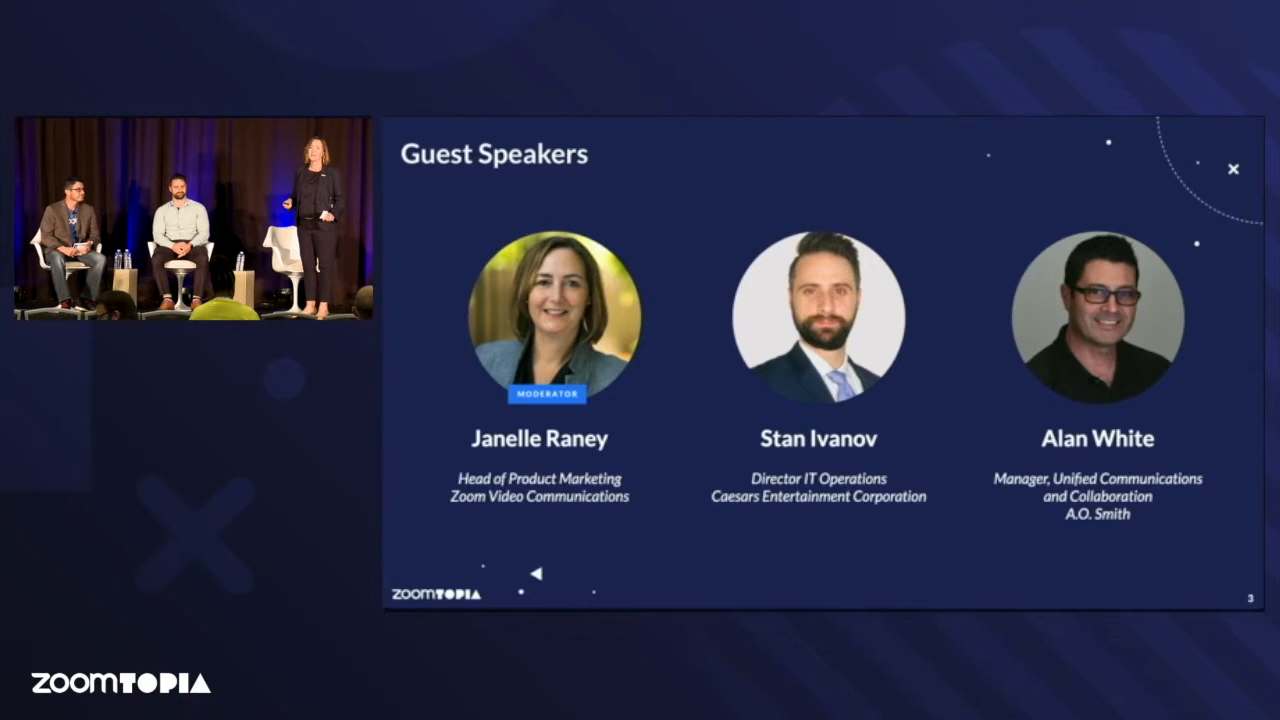 Guest Speakers
MODERATOR
Janelle Raney
Head of Product Marketing
Zoom Video Communications
Stan Ivanov
Director IT Operations
Caesars Entertainment Corporation
Alan White
Manager, Unified Communications
and Collaboration
A.O. Smith
zoomTOPIA
3
zoomTOPIA